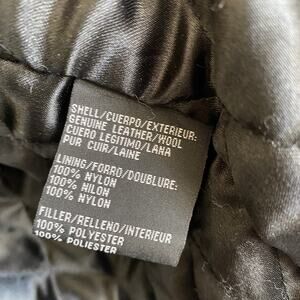 SHELL/CUERPO/EXTERIEUR:
GENUINE LEATHER/WOOL
CUERO LEGITIMO/LANA
PUR CUIR/LAINE
LINING/FORRO/DOUBLURE:
100% NYLON
100% NILON
100% NYLON
FILLER/RELLENO/INTERIEUR
100% POLYESTER
100% POLIESTER